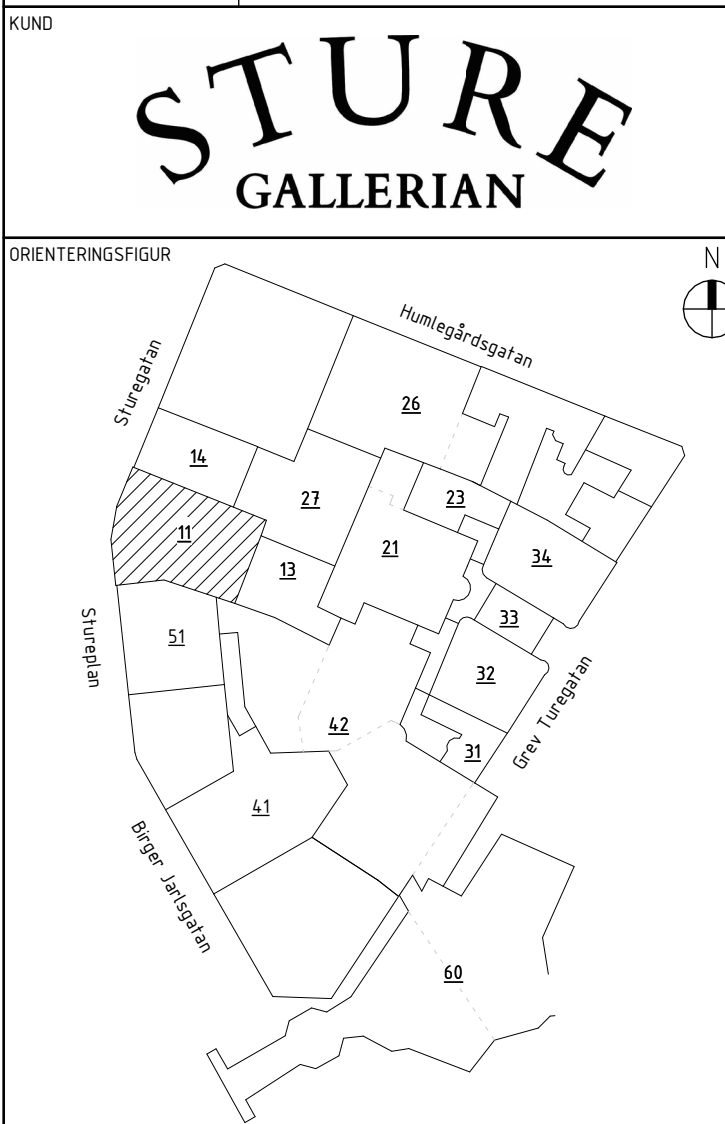 KUND
STURE
GALLERIAN
ORIENTERINGSFIGUR
N
Humlegårdsgatan
Sturegatan
26
14
27
23
11
21
34
13
33
Stureplan
51
32
Grev Turegatan
42
31
41
Birger Jarlsgatan
60